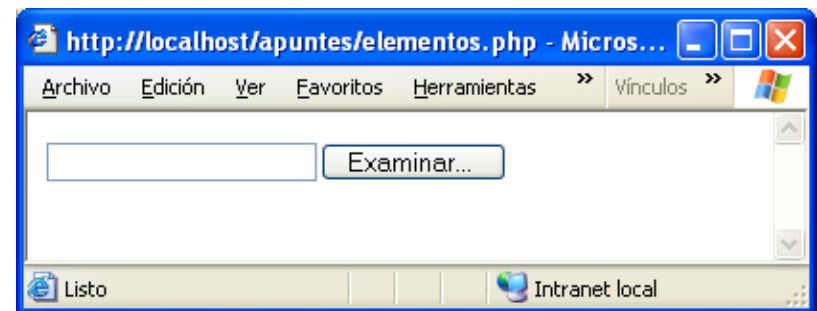 http://localhost/apuntes/elementos.php - Micros...
Archivo Edición Ver Favoritos Herramientas » Vínculos »
Examinar...
Listo Intranet local